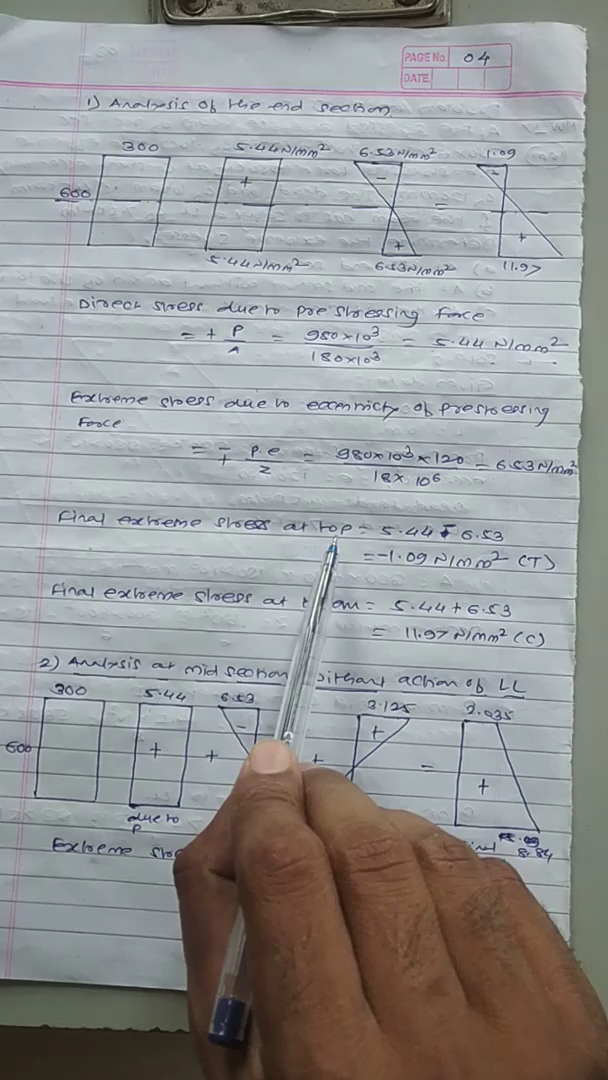 PAGE No. 04
DATE
1) Analysis of the end section
300 5.44N/mm² 6.53N/mm² 1.09
600 + - - =
+ +
5.44N/mm² 6.53N/mm² 11.97
Direct stress due to prestressing force
= + P/A = 980×10³/180×10³ = 5.44 N/mm²
Extreme stress due to eccentricity of prestressing
force
= ∓ P.e/Z = 980×10³×120/18×10⁶ = 6.53N/mm²
Final extreme stress at top = 5.44 - 6.53
= -1.09 N/mm² (T)
Final extreme stress at = 5.44 + 6.53
= 11.97 N/mm² (C)
2) Analysis at mid section without action of LL
300 5.44 6.53 3.125 2.035
600 + + - + + = +
due to
P
8.84
Extreme